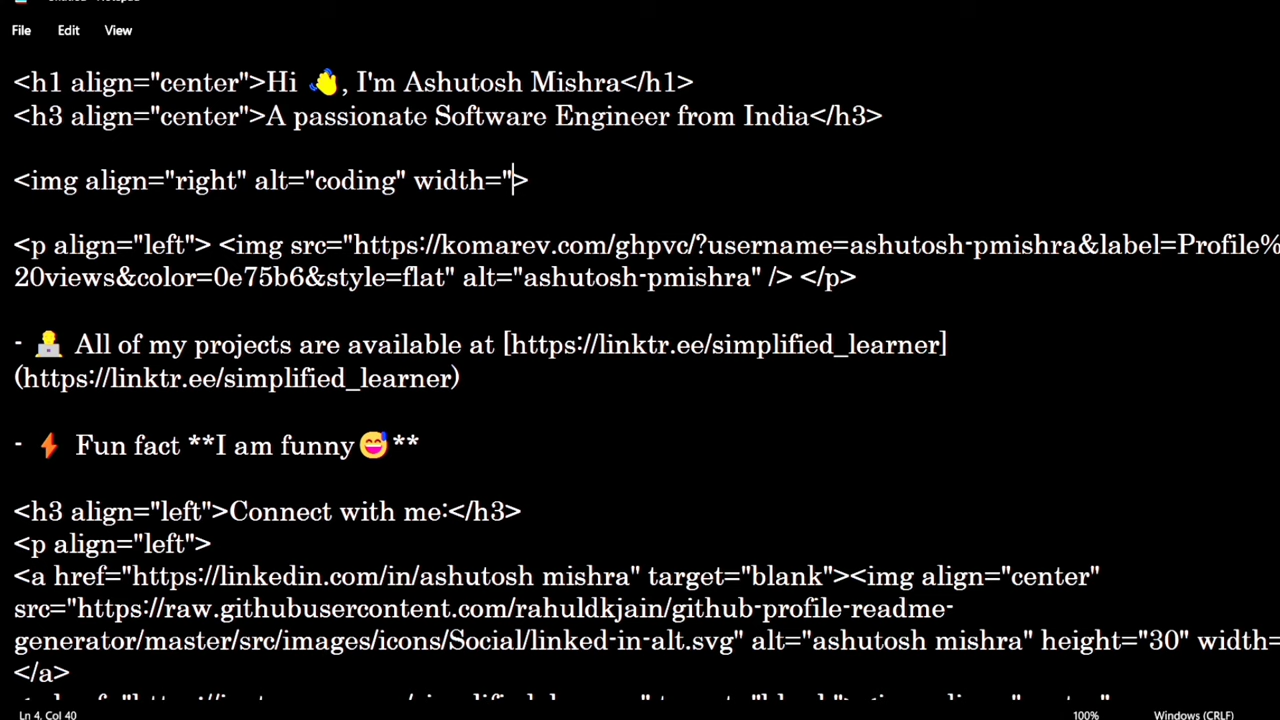 File Edit View
<h1 align="center">Hi 👋, I'm Ashutosh Mishra</h1>
<h3 align="center">A passionate Software Engineer from India</h3>
<img align="right" alt="coding" width=">
<p align="left"> <img src="https://komarev.com/ghpvc/?username=ashutosh-pmishra&label=Profile%
20views&color=0e75b6&style=flat" alt="ashutosh-pmishra" /> </p>
- 👨‍💻 All of my projects are available at [https://linktr.ee/simplified_learner]
(https://linktr.ee/simplified_learner)
- ⚡ Fun fact **I am funny😅**
<h3 align="left">Connect with me:</h3>
<p align="left">
<a href="https://linkedin.com/in/ashutosh mishra" target="blank"><img align="center"
src="https://raw.githubusercontent.com/rahuldkjain/github-profile-readme-
generator/master/src/images/icons/Social/linked-in-alt.svg" alt="ashutosh mishra" height="30" width=
</a>
Ln 4, Col 40 100% Windows (CRLF)